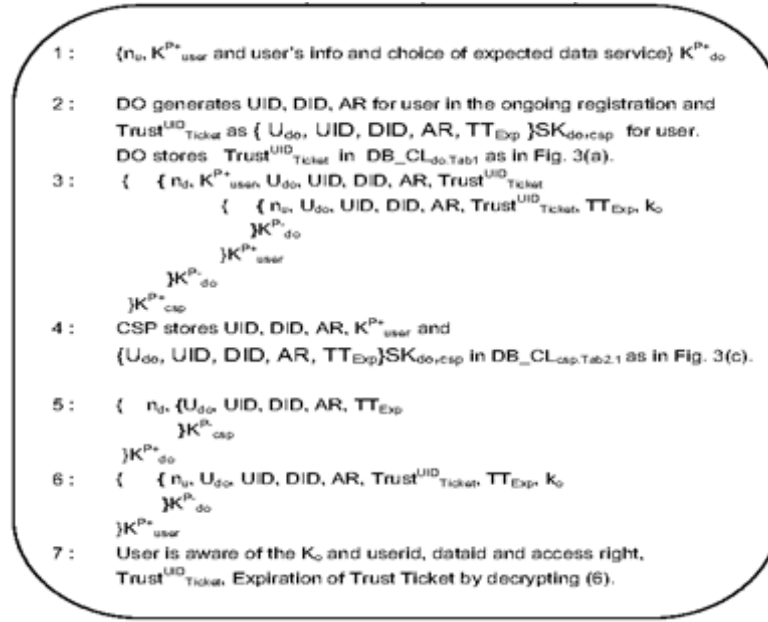 1 : {nᵤ, K^P+_user and user's info and choice of expected data service} K^P+_do
2 : DO generates UID, DID, AR for user in the ongoing registration and
Trust^UID_Ticket as { U_do, UID, DID, AR, TT_Exp }SK_do,csp for user.
DO stores Trust^UID_Ticket in DB_CL_do.Tab1 as in Fig. 3(a).
3 : { { n_d, K^P+_user, U_do, UID, DID, AR, Trust^UID_Ticket
{ { n_u, U_do, UID, DID, AR, Trust^UID_Ticket, TT_Exp, k_o
}K^P-_do
}K^P+_user
}K^P-_do
}K^P+_csp
4 : CSP stores UID, DID, AR, K^P+_user and
{U_do, UID, DID, AR, TT_Exp}SK_do,csp in DB_CL_csp.Tab2.1 as in Fig. 3(c).
5 : { n_d, {U_do, UID, DID, AR, TT_Exp
}K^P-_csp
}K^P+_do
6 : { { n_u, U_do, UID, DID, AR, Trust^UID_Ticket, TT_Exp, k_o
}K^P-_do
}K^P+_user
7 : User is aware of the K_o and userid, dataid and access right,
Trust^UID_Ticket, Expiration of Trust Ticket by decrypting (6).